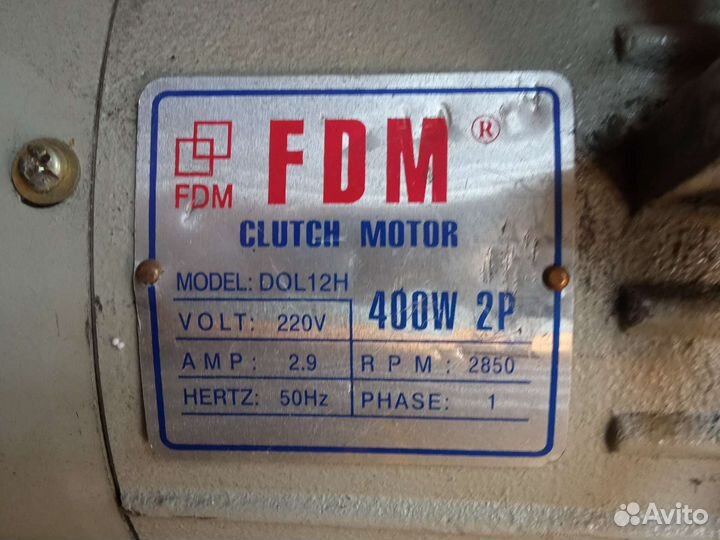 FDM ®
FDM
CLUTCH MOTOR
MODEL: DOL12H
400W 2P
VOLT: 220V
AMP: 2.9
RPM: 2850
HERTZ: 50Hz
PHASE: 1
Avito